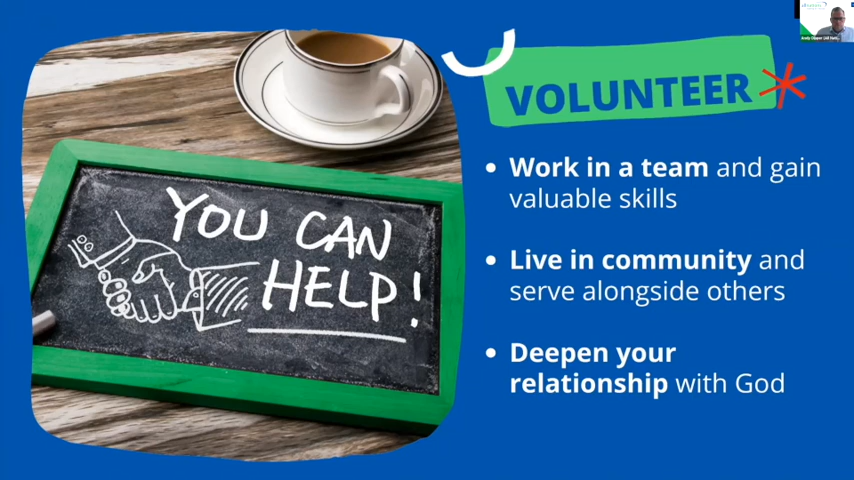 VOLUNTEER
YOU CAN
HELP!
• Work in a team and gain
valuable skills
• Live in community and
serve alongside others
• Deepen your
relationship with God